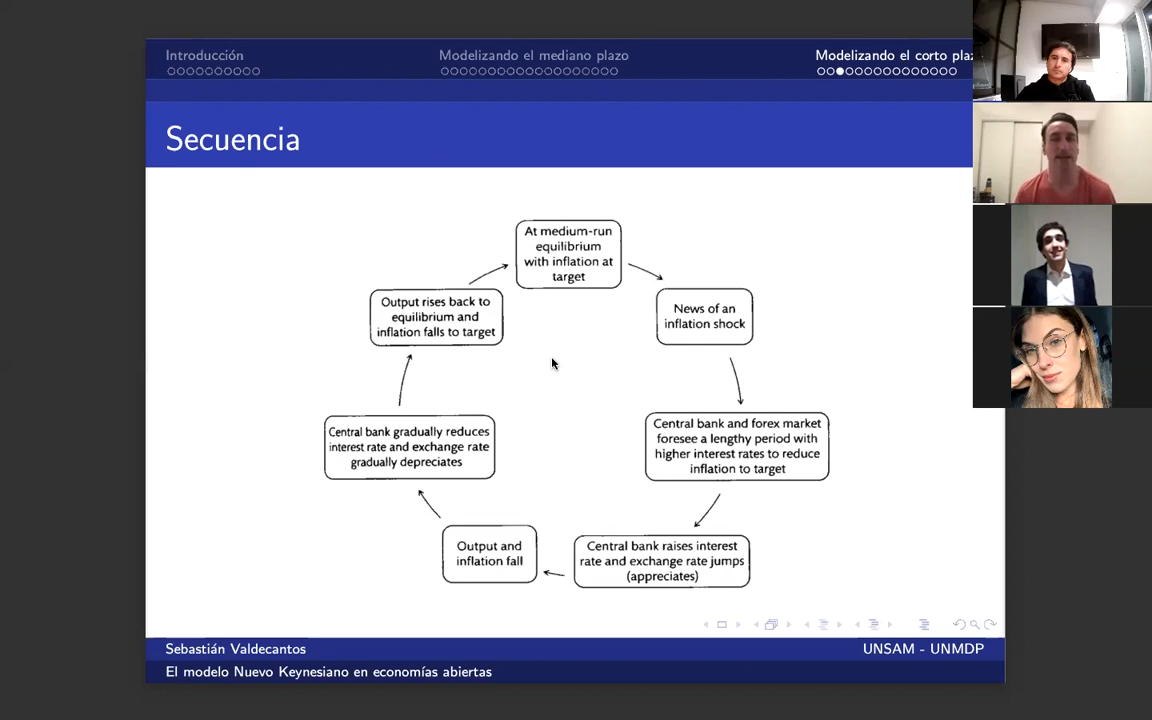 Introducción
Modelizando el mediano plazo
Modelizando el corto plaz
Secuencia
At medium-run
equilibrium
with inflation at
target
News of an
inflation shock
Central bank and forex market
foresee a lengthy period with
higher interest rates to reduce
inflation to target
Central bank raises interest
rate and exchange rate jumps
(appreciates)
Output and
inflation fall
Central bank gradually reduces
interest rate and exchange rate
gradually depreciates
Output rises back to
equilibrium and
inflation falls to target
Sebastián Valdecantos
UNSAM - UNMDP
El modelo Nuevo Keynesiano en economías abiertas